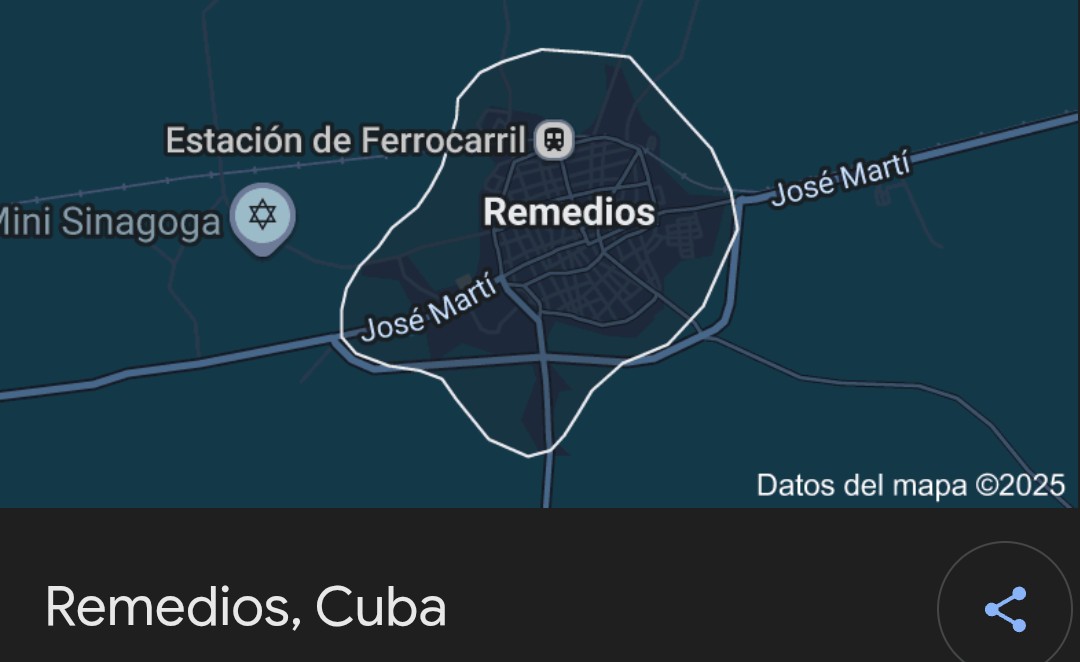 Estación de Ferrocarril
José Martí
Mini Sinagoga
Remedios
José Martí
Datos del mapa ©2025
Remedios, Cuba